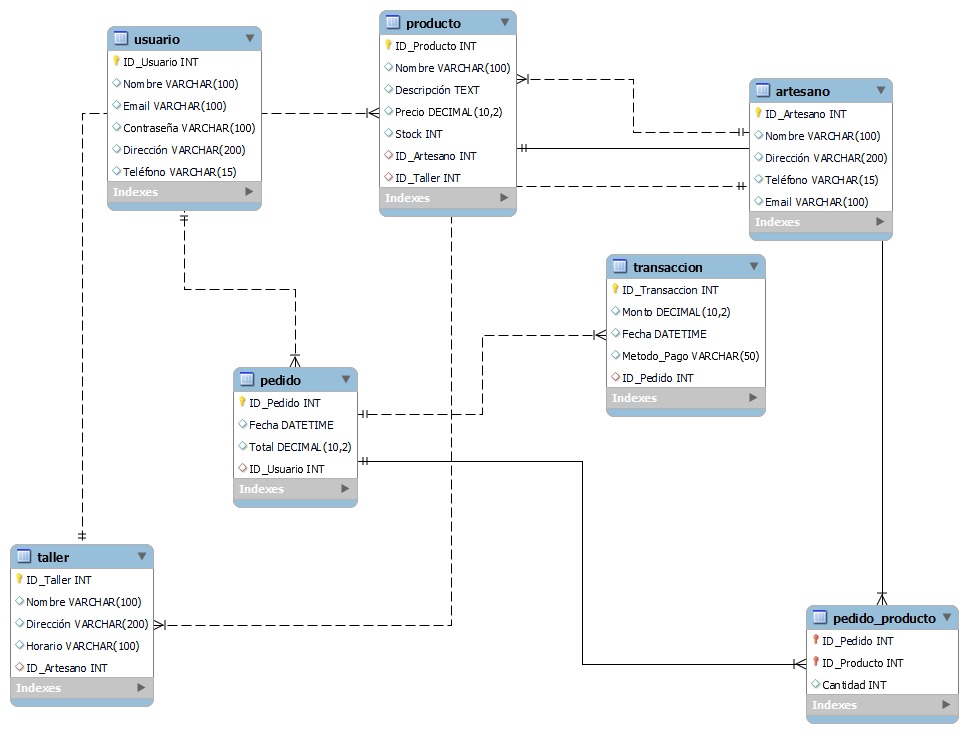 usuario
ID_Usuario INT
Nombre VARCHAR(100)
Email VARCHAR(100)
Contraseña VARCHAR(100)
Dirección VARCHAR(200)
Teléfono VARCHAR(15)
Indexes
producto
ID_Producto INT
Nombre VARCHAR(100)
Descripción TEXT
Precio DECIMAL(10,2)
Stock INT
ID_Artesano INT
ID_Taller INT
Indexes
artesano
ID_Artesano INT
Nombre VARCHAR(100)
Dirección VARCHAR(200)
Teléfono VARCHAR(15)
Email VARCHAR(100)
Indexes
transaccion
ID_Transaccion INT
Monto DECIMAL(10,2)
Fecha DATETIME
Metodo_Pago VARCHAR(50)
ID_Pedido INT
Indexes
pedido
ID_Pedido INT
Fecha DATETIME
Total DECIMAL(10,2)
ID_Usuario INT
Indexes
taller
ID_Taller INT
Nombre VARCHAR(100)
Dirección VARCHAR(200)
Horario VARCHAR(100)
ID_Artesano INT
Indexes
pedido_producto
ID_Pedido INT
ID_Producto INT
Cantidad INT
Indexes